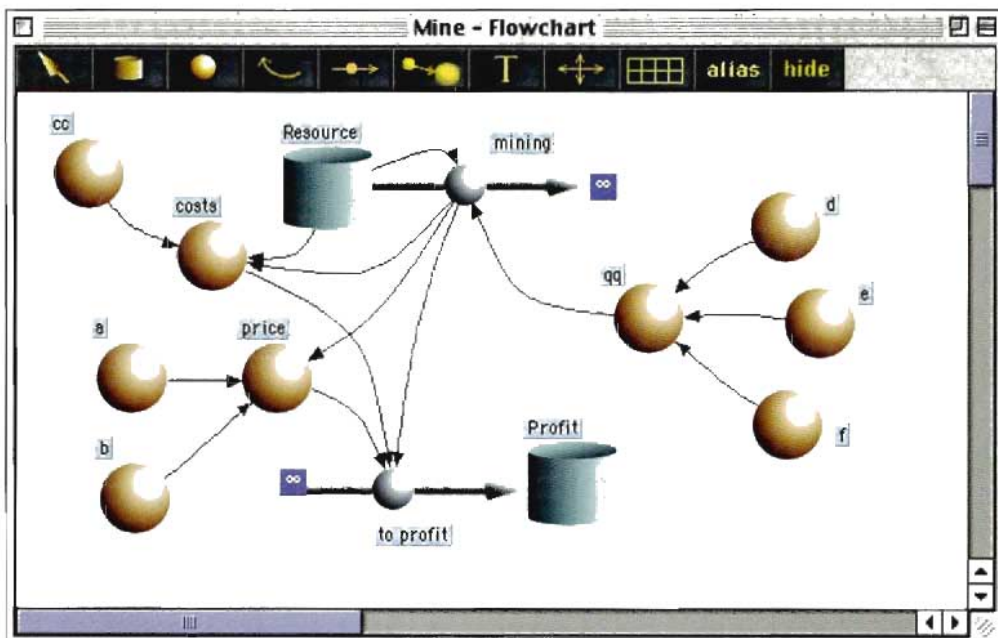 Mine - Flowchart
T
alias
hide
cc
Resource
mining
∞
costs
d
qq
e
a
price
b
f
Profit
∞
to profit